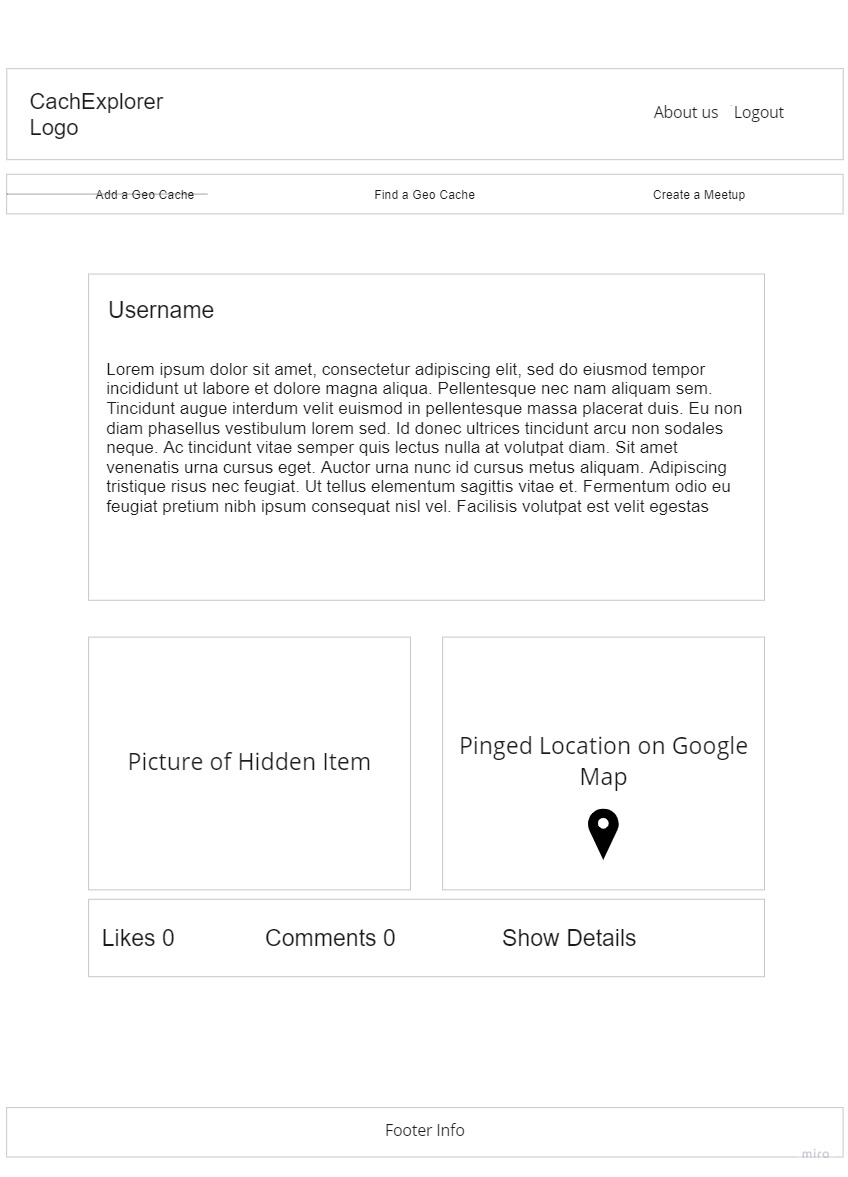 CachExplorer
Logo
About us Logout
Add a Geo Cache Find a Geo Cache Create a Meetup
Username
Lorem ipsum dolor sit amet, consectetur adipiscing elit, sed do eiusmod tempor
incididunt ut labore et dolore magna aliqua. Pellentesque nec nam aliquam sem.
Tincidunt augue interdum velit euismod in pellentesque massa placerat duis. Eu non
diam phasellus vestibulum lorem sed. Id donec ultrices tincidunt arcu non sodales
neque. Ac tincidunt vitae semper quis lectus nulla at volutpat diam. Sit amet
venenatis urna cursus eget. Auctor urna nunc id cursus metus aliquam. Adipiscing
tristique risus nec feugiat. Ut tellus elementum sagittis vitae et. Fermentum odio eu
feugiat pretium nibh ipsum consequat nisl vel. Facilisis volutpat est velit egestas
Picture of Hidden Item
Pinged Location on Google
Map
Likes 0 Comments 0 Show Details
Footer Info
miro